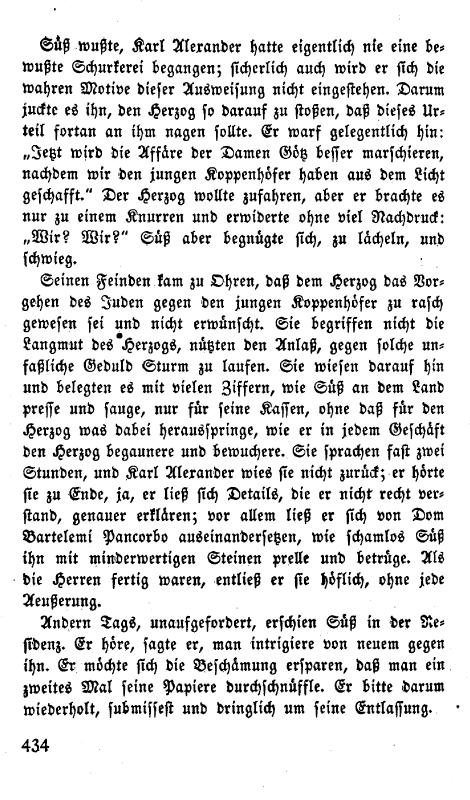 Süß wußte, Karl Alexander hatte eigentlich nie eine be-
wußte Schurkerei begangen; sicherlich auch wird er sich die
wahren Motive dieser Ausweisung nicht eingestehen. Darum
juckte es ihn, den Herzog so darauf zu stoßen, daß dieses Ur-
teil fortan an ihm nagen sollte. Er warf gelegentlich hin:
„Jetzt wird die Affäre der Damen Götz besser marschieren,
nachdem wir den jungen Koppenhöfer haben aus dem Licht
geschafft.“ Der Herzog wollte zufahren, aber er brachte es
nur zu einem Knurren und erwiderte ohne viel Nachdruck:
„Wir? Wir?“ Süß aber begnügte sich, zu lächeln, und
schwieg.
Seinen Feinden kam zu Ohren, daß dem Herzog das Vor-
gehen des Juden gegen den jungen Koppenhöfer zu rasch
gewesen sei und nicht erwünscht. Sie begriffen nicht die
Langmut des Herzogs, nützten den Anlaß, gegen solche un-
faßliche Geduld Sturm zu laufen. Sie wiesen darauf hin
und belegten es mit vielen Ziffern, wie Süß an dem Land
presse und sauge, nur für seine Kassen, ohne daß für den
Herzog was dabei herausspringe, wie er in jedem Geschäft
den Herzog begaunere und bewuchere. Sie sprachen fast zwei
Stunden, und Karl Alexander wies sie nicht zurück; er hörte
sie zu Ende, ja, er ließ sich Details, die er nicht recht ver-
stand, genauer erklären; vor allem ließ er sich von Dom
Bartelemi Pancorbo auseinandersetzen, wie schamlos Süß
ihn mit minderwertigen Steinen prelle und betrüge. Als
die Herren fertig waren, entließ er sie höflich, ohne jede
Aeußerung.
Andern Tags, unaufgefordert, erschien Süß in der Re-
sidenz. Er höre, sagte er, man intrigiere von neuem gegen
ihn. Er möchte sich die Beschämung ersparen, daß man ein
zweites Mal seine Papiere durchschnüffle. Er bitte darum
wiederholt, submissest und dringlich um seine Entlassung.
434